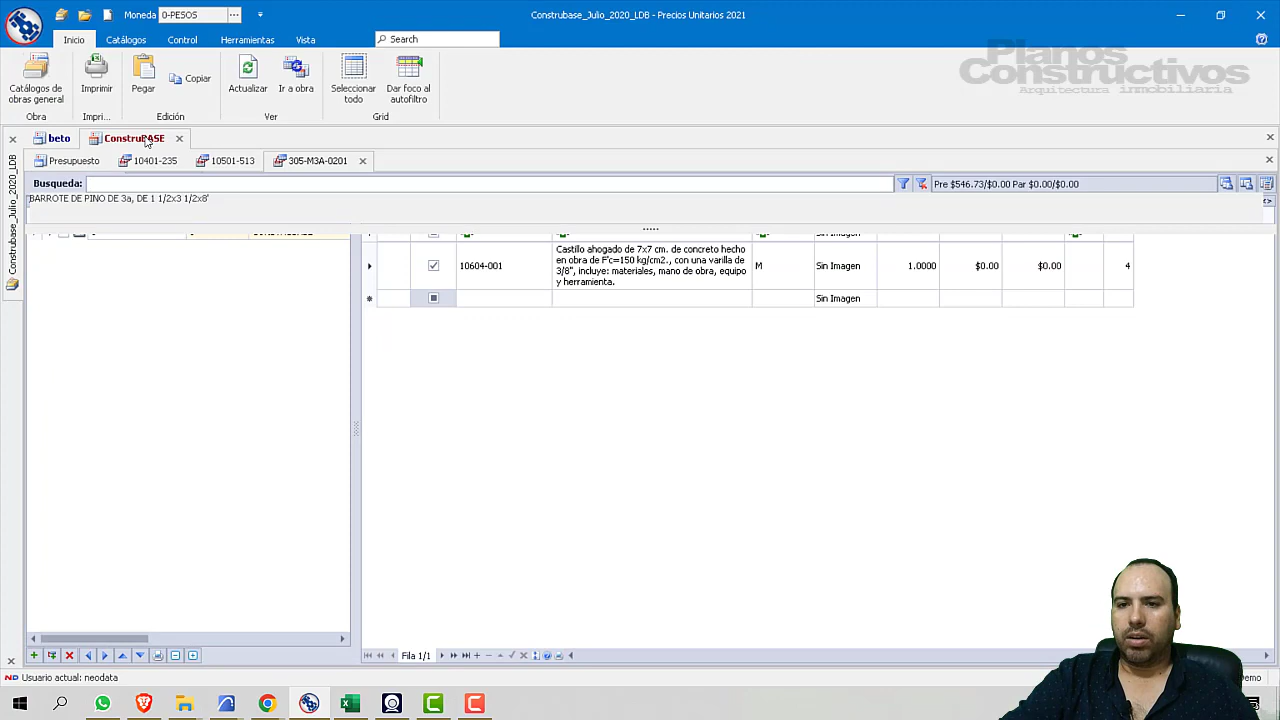 Moneda 0-PESOS
Construbase_Julio_2020_LDB - Precios Unitarios 2021
Inicio Catálogos Control Herramientas Vista Search
Planos
Constructivos
Arquitectura inmobiliaria
Catálogos de
obras general
Imprimir
Pegar
Copiar
Actualizar
Ir a obra
Seleccionar
todo
Dar foco al
autofiltro
Obra Impri... Edición Ver Grid
beto ConstruBASE
Presupuesto 10401-235 10501-513 305-M3A-0201
Construbase_Julio_2020_LDB
Busqueda: Pre $546.73/$0.00 Par $0.00/$0.00
BARROTE DE PINO DE 3a, DE 1 1/2x3 1/2x8'
10604-001
Castillo ahogado de 7x7 cm. de concreto hecho
en obra de F'c=150 kg/cm2., con una varilla de
3/8", incluye: materiales, mano de obra, equipo
y herramienta.
M Sin Imagen 1.0000 $0.00 $0.00 4
Sin Imagen
Fila 1/1
Usuario actual: neodata